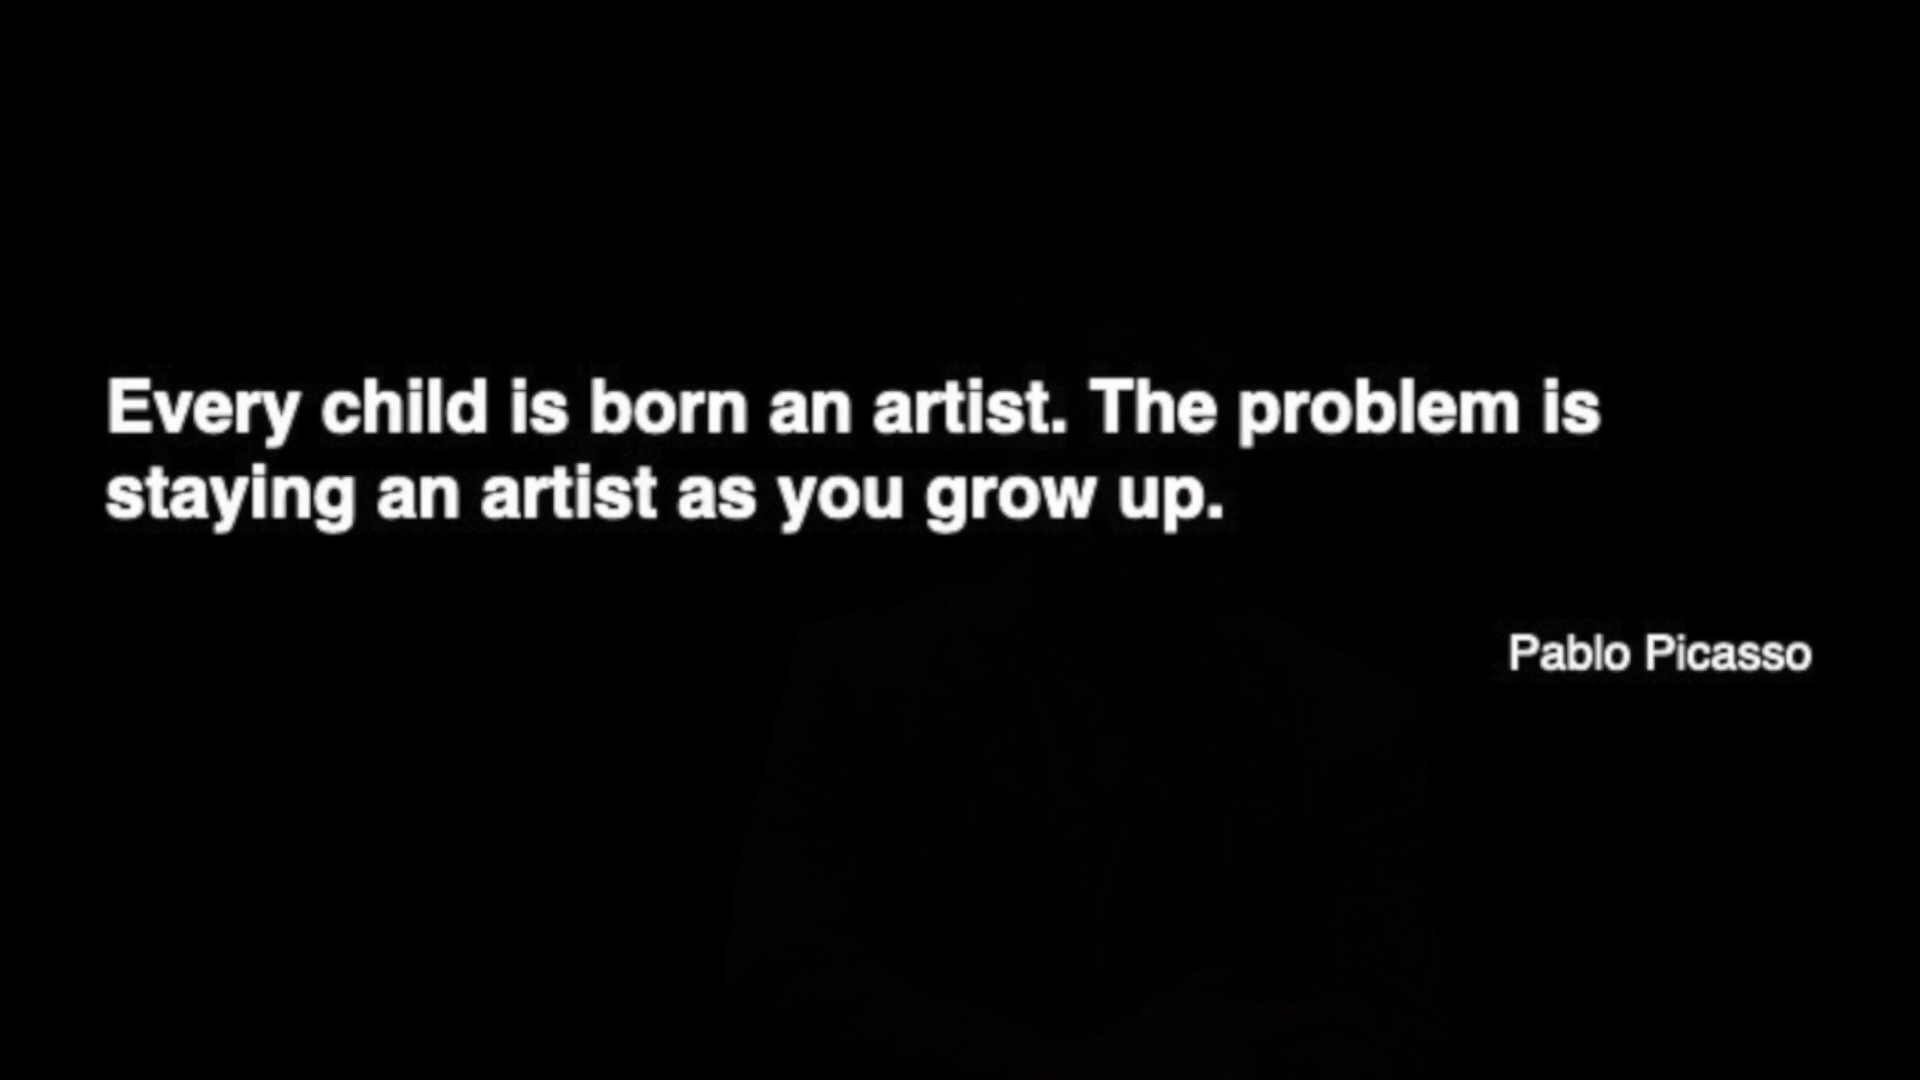 Every child is born an artist. The problem is
staying an artist as you grow up.
Pablo Picasso